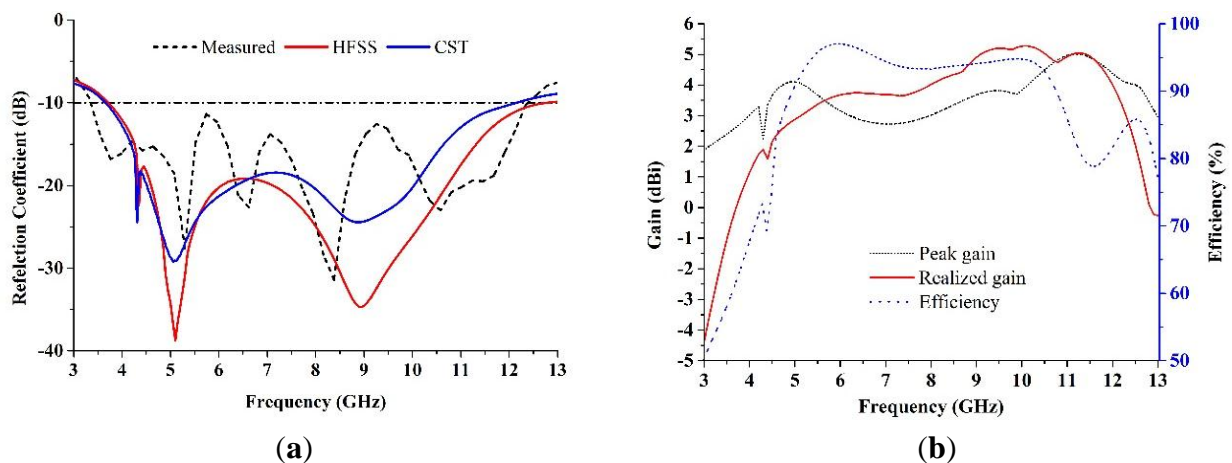 0
-10
-20
-30
-40
Refelction Coefficient (dB)
Measured HFSS CST
3 4 5 6 7 8 9 10 11 12 13
Frequency (GHz)
(a)
6
5
4
3
2
1
0
-1
-2
-3
-4
-5
Gain (dBi)
Peak gain
Realized gain
Efficiency
100
90
80
70
60
50
Efficiency (%)
3 4 5 6 7 8 9 10 11 12 13
Frequency (GHz)
(b)